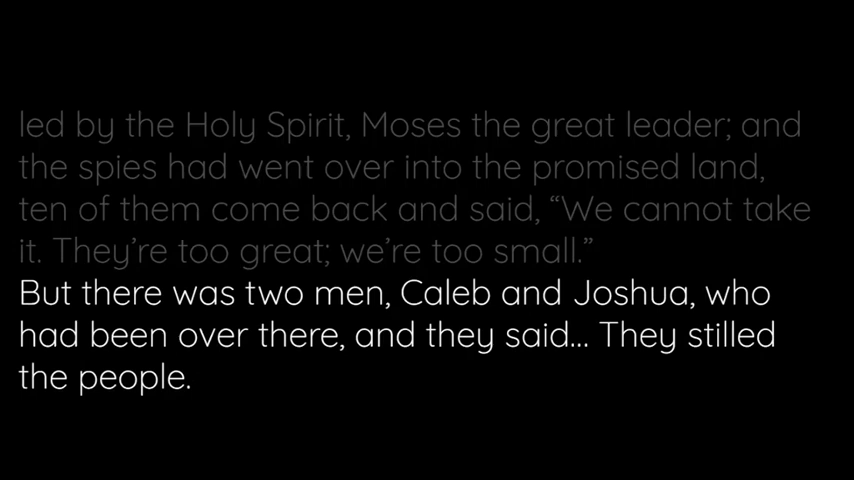 led by the Holy Spirit, Moses the great leader; and
the spies had went over into the promised land,
ten of them come back and said, “We cannot take
it. They’re too great; we’re too small.”
But there was two men, Caleb and Joshua, who
had been over there, and they said... They stilled
the people.